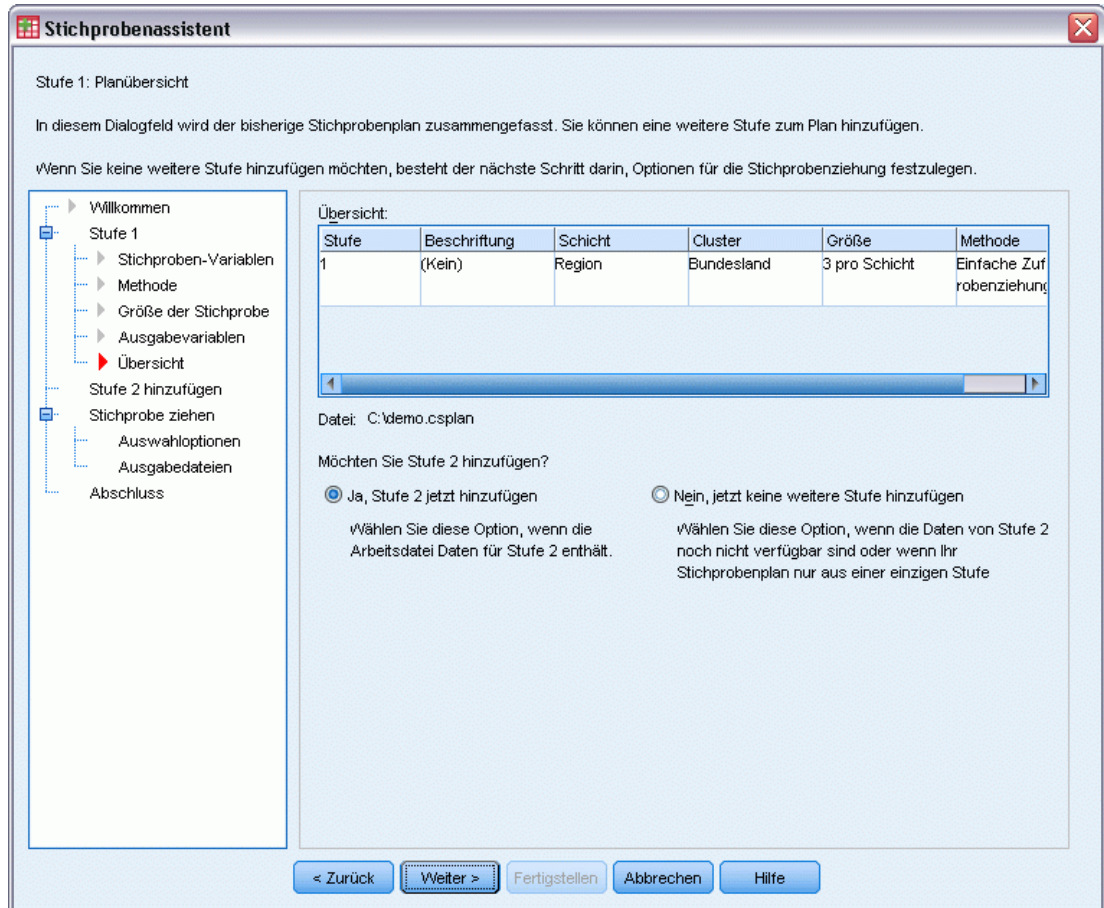 Stichprobenassistent
Stufe 1: Planübersicht
In diesem Dialogfeld wird der bisherige Stichprobenplan zusammengefasst. Sie können eine weitere Stufe zum Plan hinzufügen.
Wenn Sie keine weitere Stufe hinzufügen möchten, besteht der nächste Schritt darin, Optionen für die Stichprobenziehung festzulegen.
Willkommen
Stufe 1
Stichproben-Variablen
Methode
Größe der Stichprobe
Ausgabevariablen
Übersicht
Stufe 2 hinzufügen
Stichprobe ziehen
Auswahloptionen
Ausgabedateien
Abschluss
Übersicht:
Stufe Beschriftung Schicht Cluster Größe Methode
1 (Kein) Region Bundesland 3 pro Schicht Einfache Zuf
robenziehung
Datei: C:\demo.csplan
Möchten Sie Stufe 2 hinzufügen?
Ja, Stufe 2 jetzt hinzufügen
Wählen Sie diese Option, wenn die
Arbeitsdatei Daten für Stufe 2 enthält.
Nein, jetzt keine weitere Stufe hinzufügen
Wählen Sie diese Option, wenn die Daten von Stufe 2
noch nicht verfügbar sind oder wenn Ihr
Stichprobenplan nur aus einer einzigen Stufe
< Zurück Weiter > Fertigstellen Abbrechen Hilfe